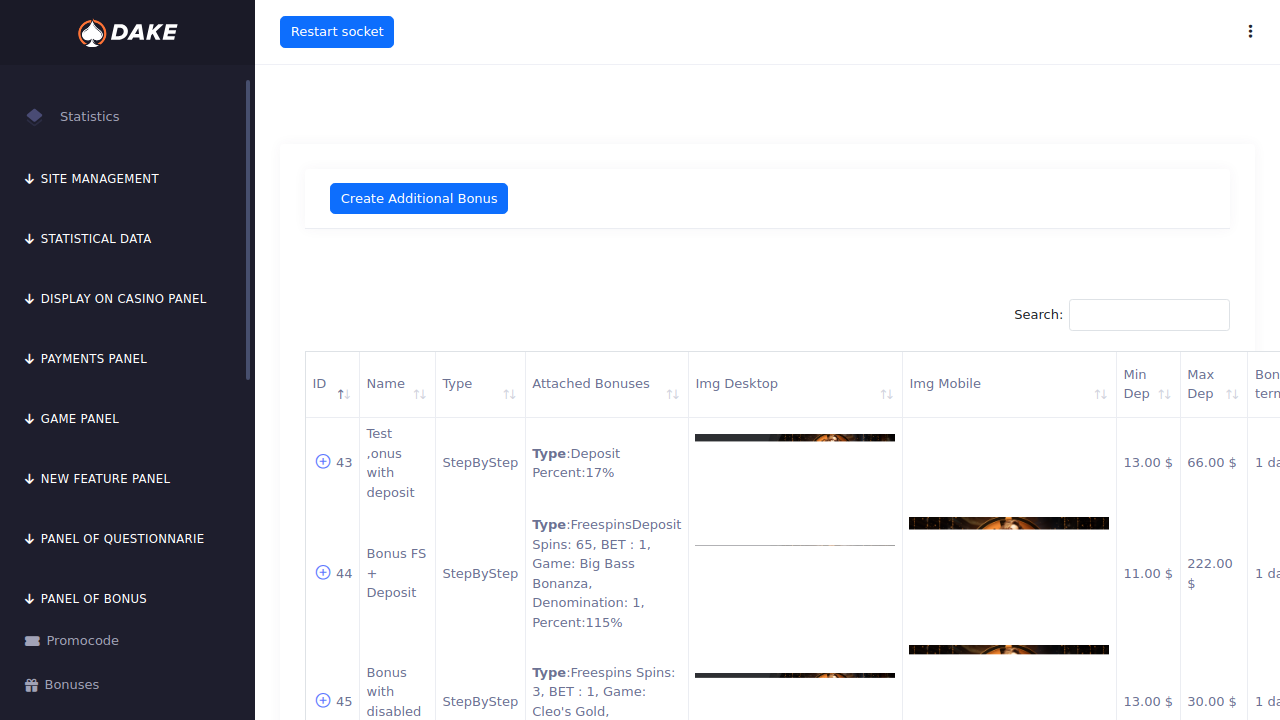 DAKE
Restart socket
Statistics
SITE MANAGEMENT
STATISTICAL DATA
DISPLAY ON CASINO PANEL
PAYMENTS PANEL
GAME PANEL
NEW FEATURE PANEL
PANEL OF QUESTIONNARIE
PANEL OF BONUS
Promocode
Bonuses
Create Additional Bonus
Search:
ID
Name
Type
Attached Bonuses
Img Desktop
Img Mobile
Min
Dep
Max
Dep
Bon
term
43
Test
,onus
with
deposit
StepByStep
Type:Deposit
Percent:17%
13.00 $
66.00 $
1 da
44
Bonus FS
+
Deposit
StepByStep
Type:FreespinsDeposit
Spins: 65, BET : 1,
Game: Big Bass
Bonanza,
Denomination: 1,
Percent:115%
11.00 $
222.00
$
1 da
45
Bonus
with
disabled
StepByStep
Type:Freespins Spins:
3, BET : 1, Game:
Cleo's Gold,
13.00 $
30.00 $
1 da